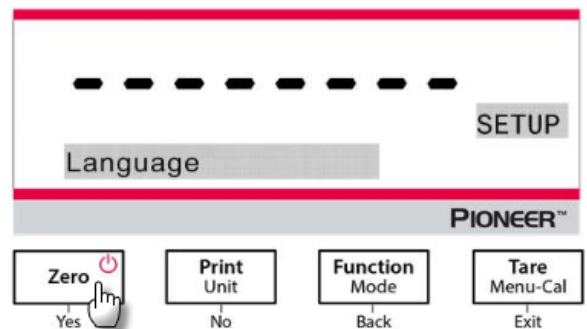 SETUP
Language
PIONEER™
Zero Print Function Tare
Unit Mode Menu-Cal
Yes No Back Exit